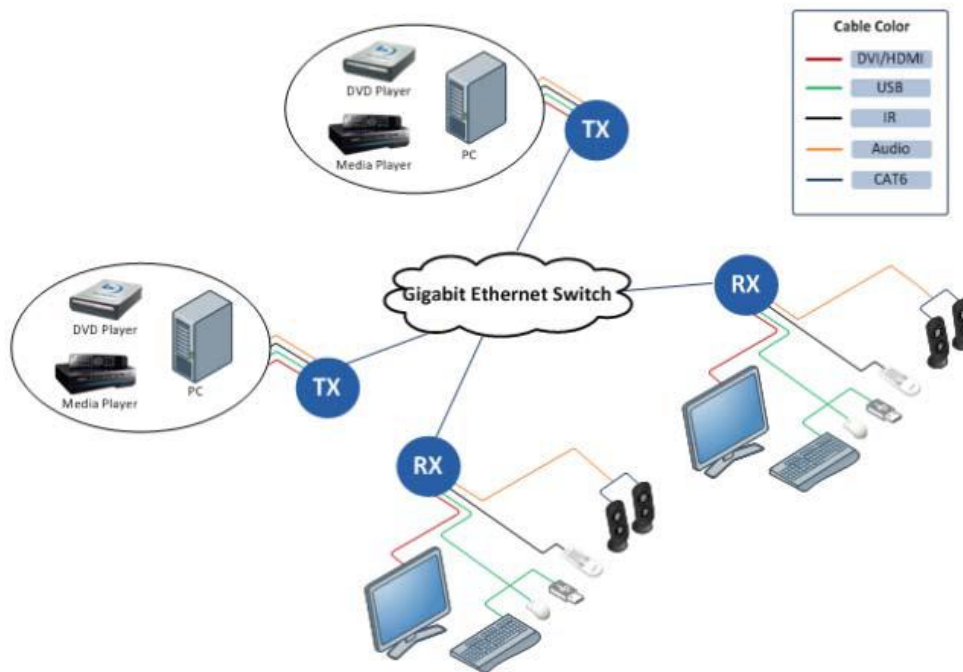 DVD Player
Media Player
PC
TX
Cable Color
DVI/HDMI
USB
IR
Audio
CAT6
Gigabit Ethernet Switch
RX
DVD Player
Media Player
PC
TX
RX